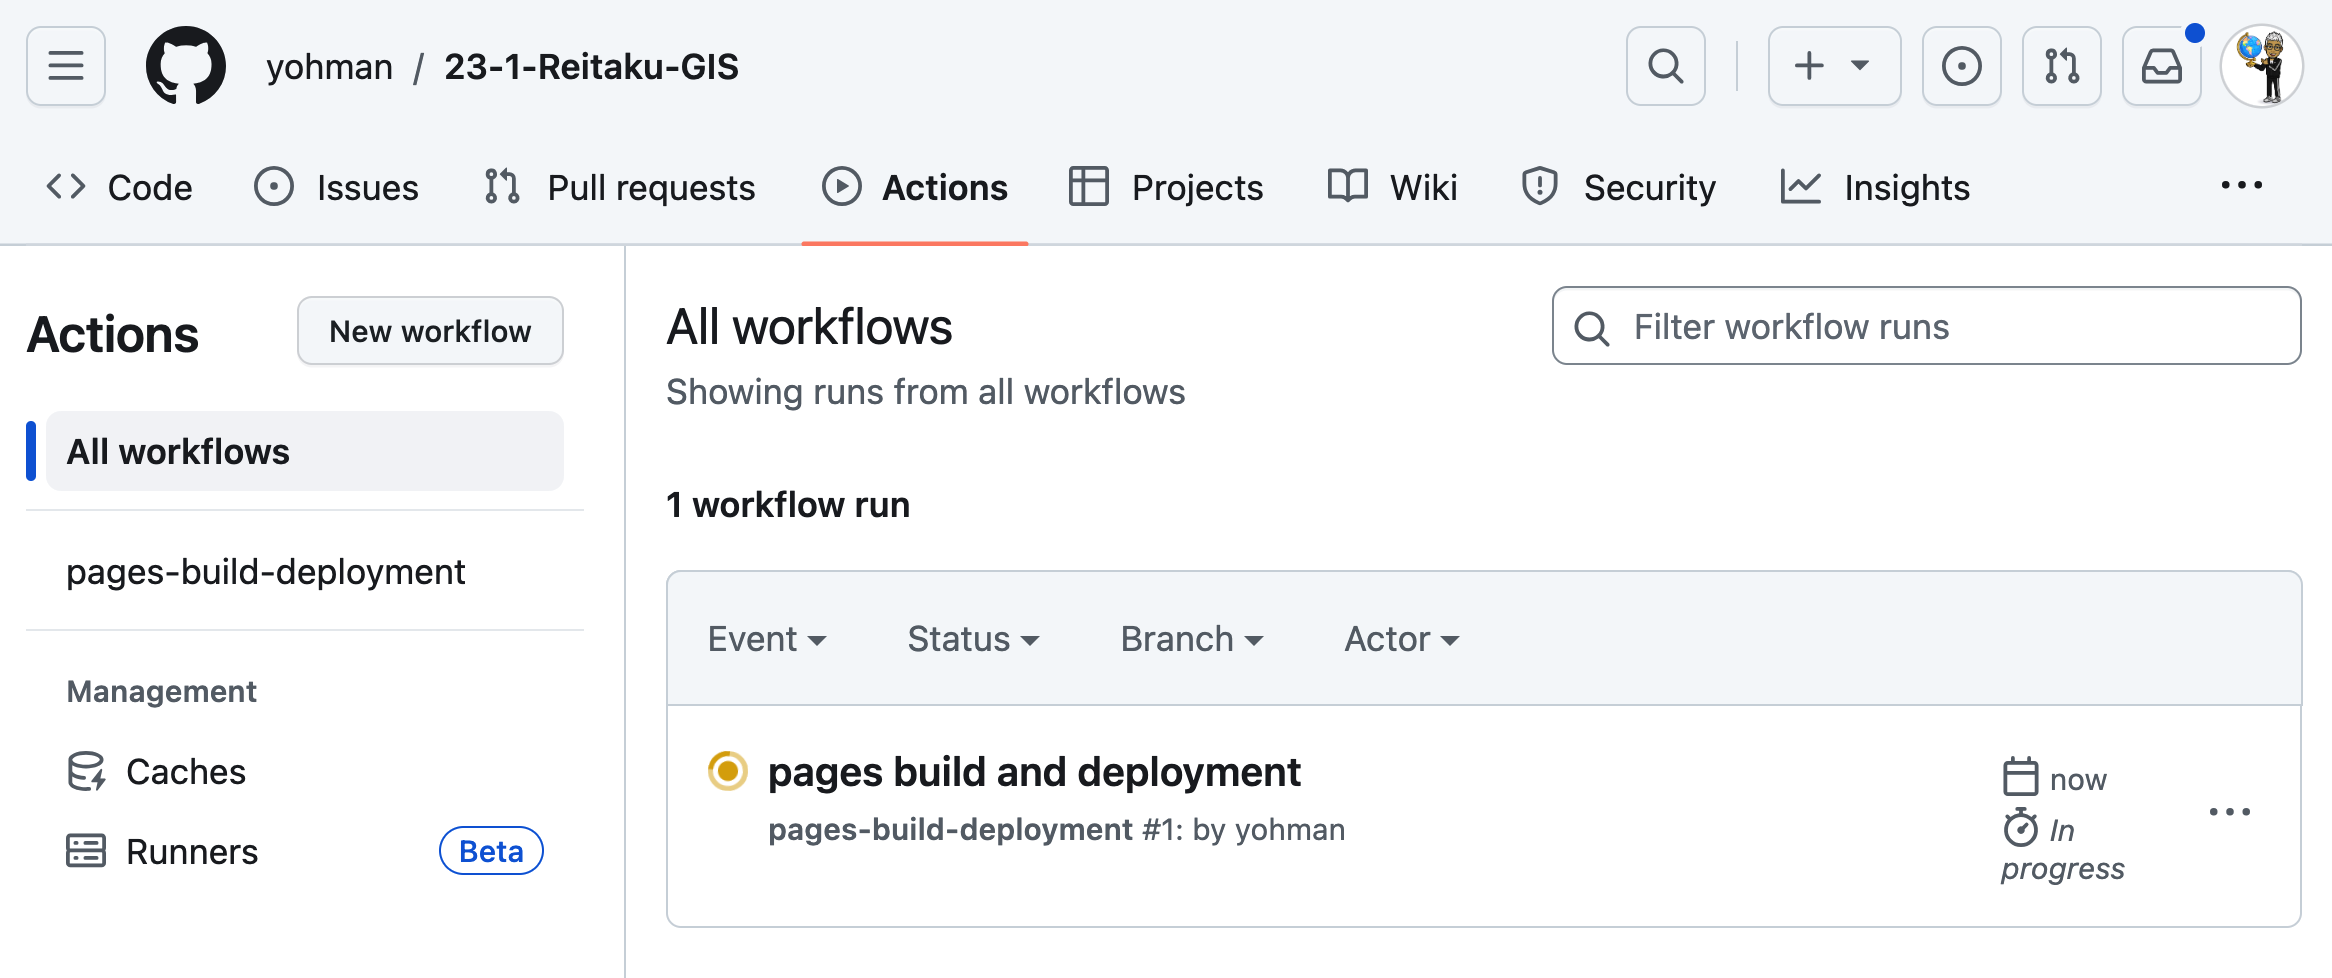 yohman / 23-1-Reitaku-GIS
Code Issues Pull requests Actions Projects Wiki Security Insights
Actions
New workflow
All workflows
pages-build-deployment
Management
Caches
Runners Beta
All workflows
Filter workflow runs
Showing runs from all workflows
1 workflow run
Event Status Branch Actor
pages build and deployment
pages-build-deployment #1: by yohman
now
In
progress